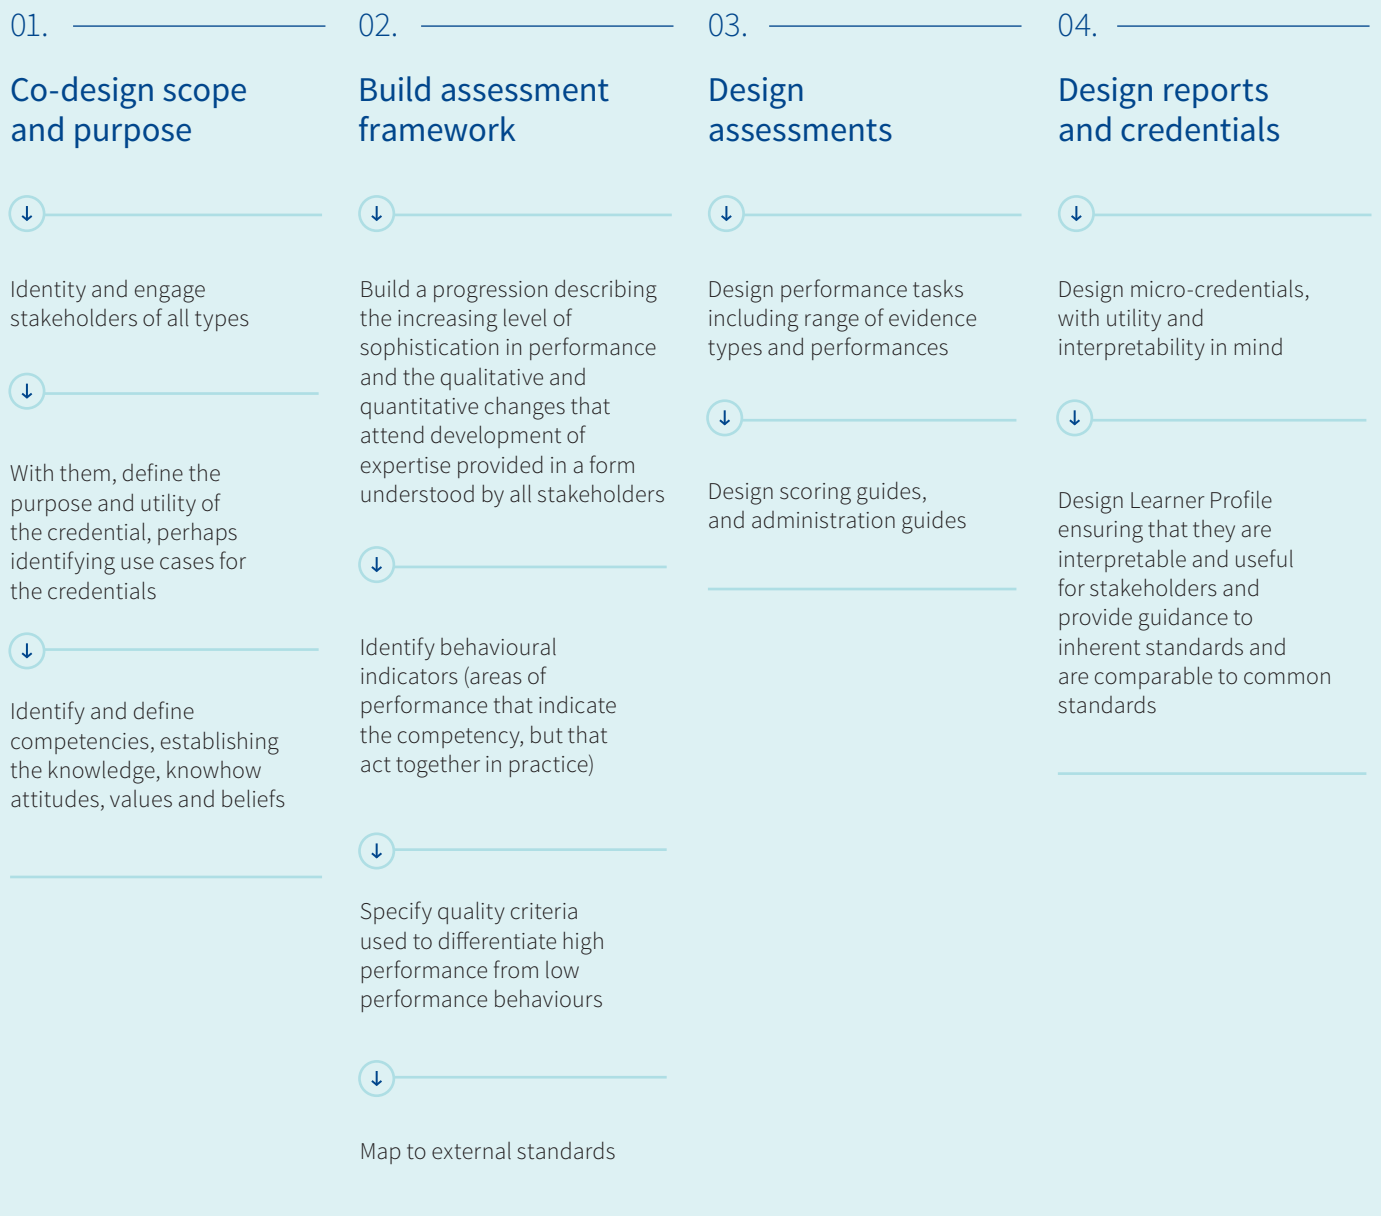 01.
Co-design scope
and purpose
Identity and engage
stakeholders of all types
With them, define the
purpose and utility of
the credential, perhaps
identifying use cases for
the credentials
Identify and define
competencies, establishing
the knowledge, knowhow
attitudes, values and beliefs
02.
Build assessment
framework
Build a progression describing
the increasing level of
sophistication in performance
and the qualitative and
quantitative changes that
attend development of
expertise provided in a form
understood by all stakeholders
Identify behavioural
indicators (areas of
performance that indicate
the competency, but that
act together in practice)
Specify quality criteria
used to differentiate high
performance from low
performance behaviours
Map to external standards
03.
Design
assessments
Design performance tasks
including range of evidence
types and performances
Design scoring guides,
and administration guides
04.
Design reports
and credentials
Design micro-credentials,
with utility and
interpretability in mind
Design Learner Profile
ensuring that they are
interpretable and useful
for stakeholders and
provide guidance to
inherent standards and
are comparable to common
standards